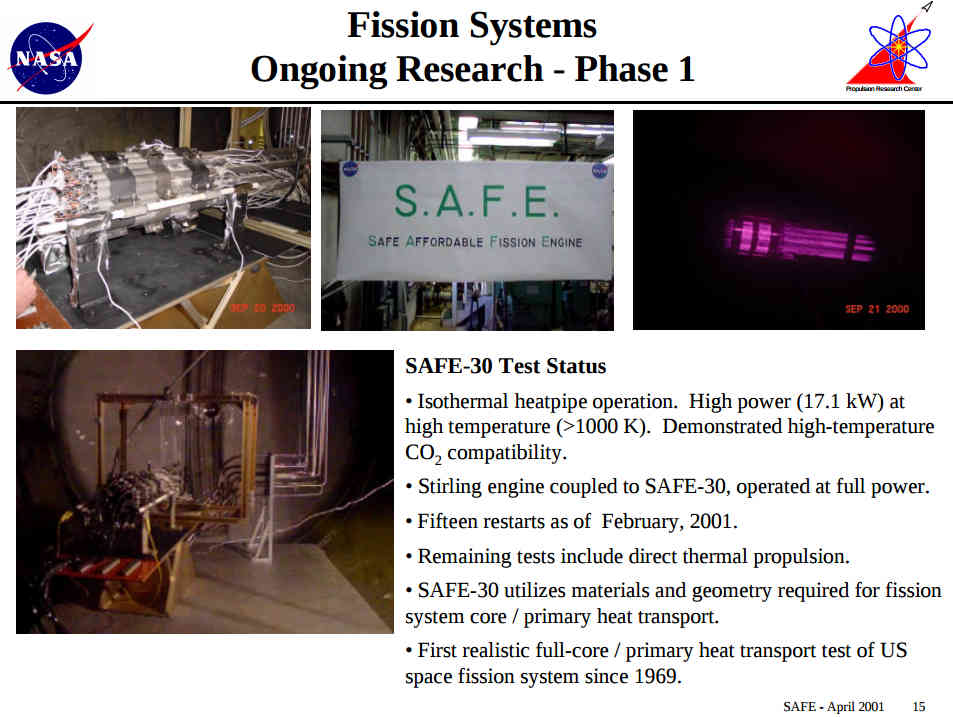 Fission Systems
Ongoing Research - Phase 1
NASA
Propulsion Research Center
S.A.F.E.
SAFE AFFORDABLE FISSION ENGINE
SEP 20 2000
SEP 21 2000
SAFE-30 Test Status
• Isothermal heatpipe operation. High power (17.1 kW) at
high temperature (>1000 K). Demonstrated high-temperature
CO2 compatibility.
• Stirling engine coupled to SAFE-30, operated at full power.
• Fifteen restarts as of February, 2001.
• Remaining tests include direct thermal propulsion.
• SAFE-30 utilizes materials and geometry required for fission
system core / primary heat transport.
• First realistic full-core / primary heat transport test of US
space fission system since 1969.
SAFE - April 2001 15